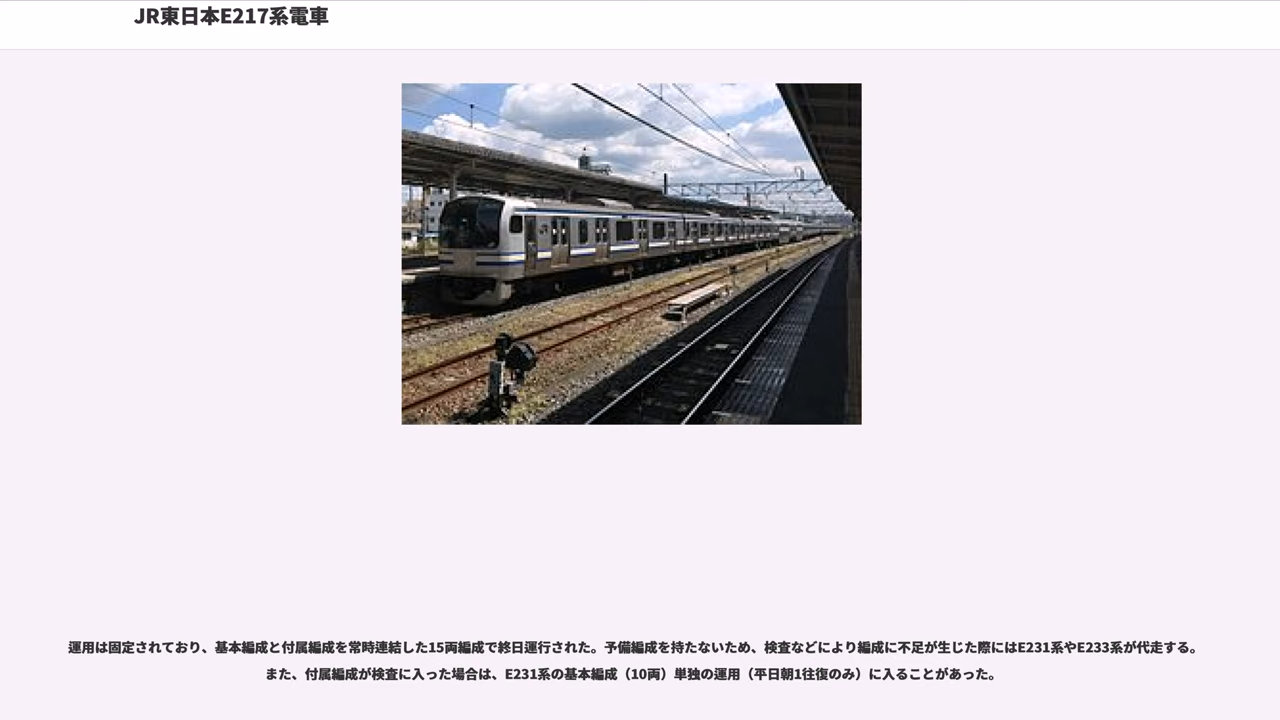 JR東日本E217系電車
運用は固定されており、基本編成と付属編成を常時連結した15両編成で終日運行された。予備編成を持たないため、検査などにより編成に不足が生じた際にはE231系やE233系が代走する。
また、付属編成が検査に入った場合は、E231系の基本編成（10両）単独の運用（平日朝1往復のみ）に入ることがあった。